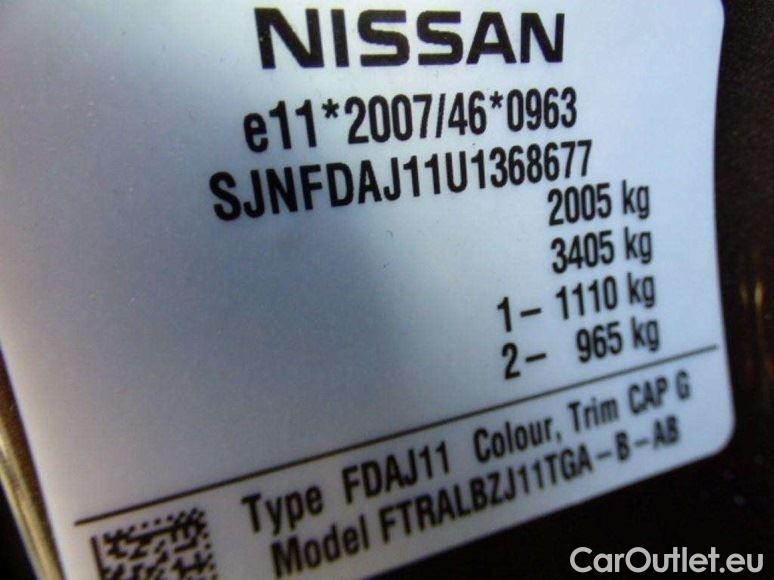 NISSAN
e11*2007/46*0963
SJNFDAJ11U1368677
2005 kg
3405 kg
1– 1110 kg
2– 965 kg
Type FDAJ11 Colour, Trim CAP G
Model FTRALBZJ11TGA–B–AB
CarOutlet.eu